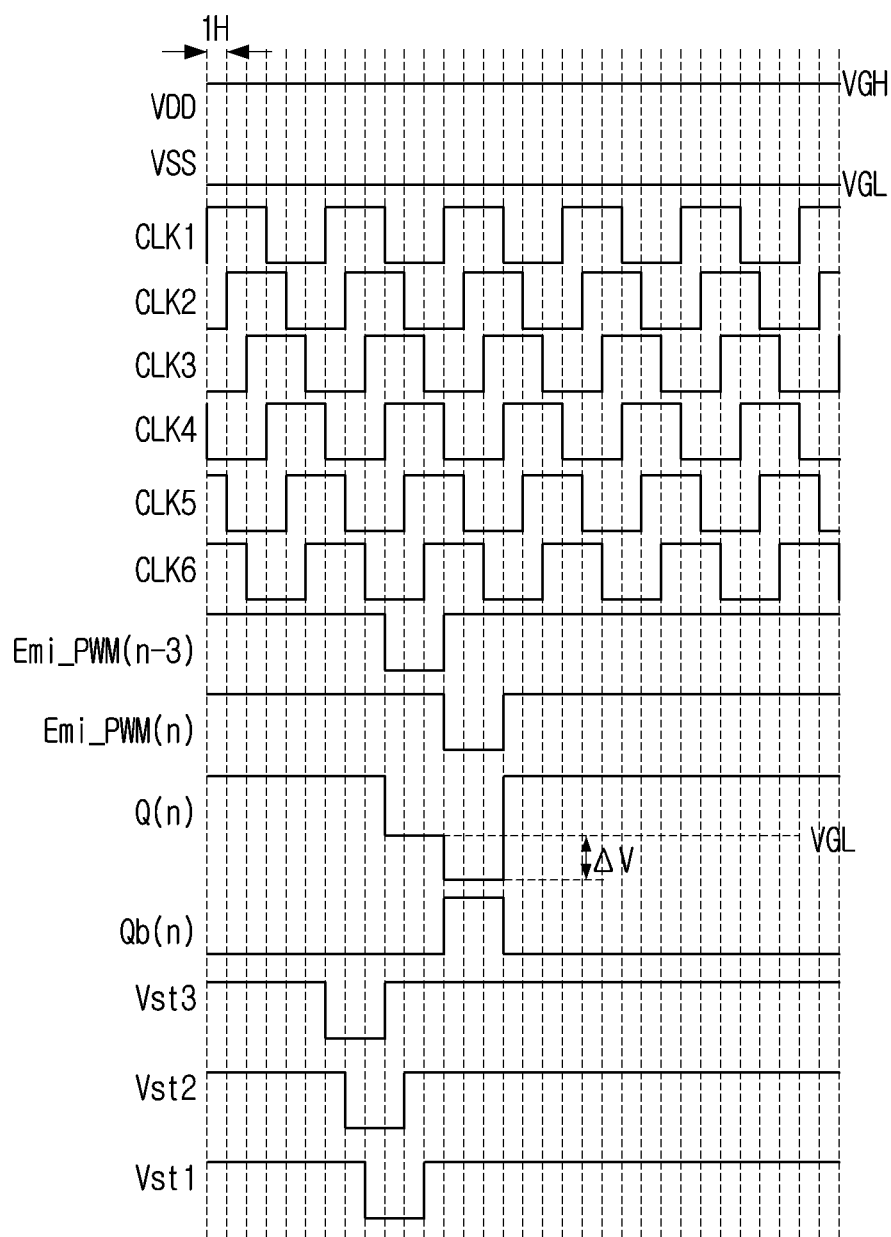 1H
VGH
VDD
VSS
VGL
CLK1
CLK2
CLK3
CLK4
CLK5
CLK6
Emi_PWM(n-3)
Emi_PWM(n)
Q(n)
VGL
ΔV
Qb(n)
Vst3
Vst2
Vst1